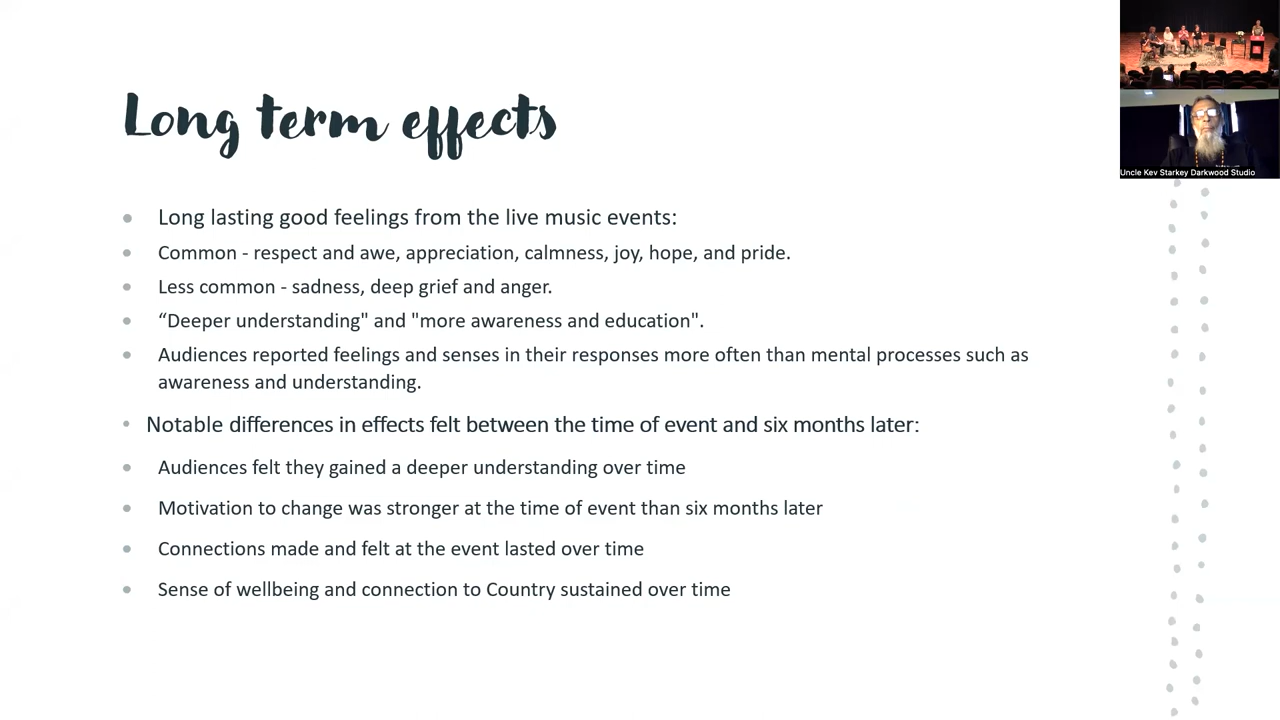 Long term effects
Uncle Kev Starkey Darkwood Studio
• Long lasting good feelings from the live music events:
• Common - respect and awe, appreciation, calmness, joy, hope, and pride.
• Less common - sadness, deep grief and anger.
• “Deeper understanding" and "more awareness and education".
• Audiences reported feelings and senses in their responses more often than mental processes such as
awareness and understanding.
• Notable differences in effects felt between the time of event and six months later:
• Audiences felt they gained a deeper understanding over time
• Motivation to change was stronger at the time of event than six months later
• Connections made and felt at the event lasted over time
• Sense of wellbeing and connection to Country sustained over time